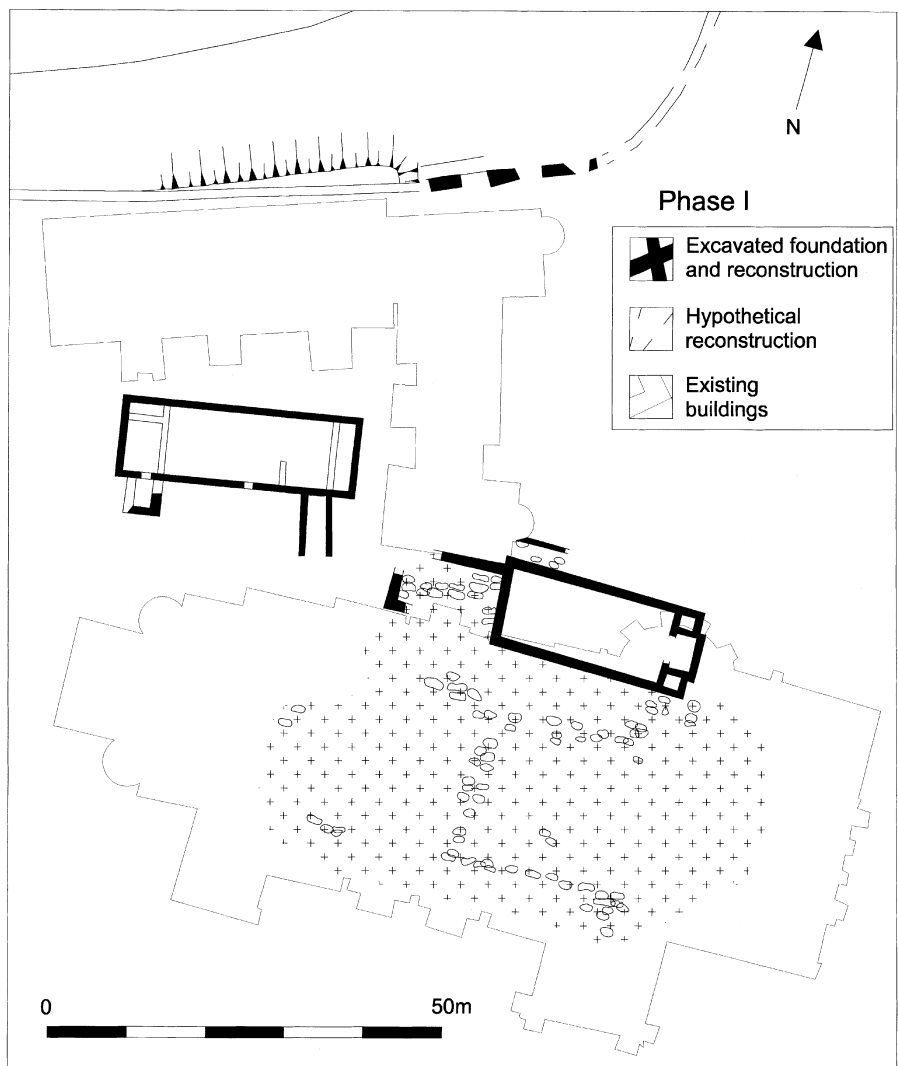 N
Phase I
Excavated foundation
and reconstruction
Hypothetical
reconstruction
Existing
buildings
0
50m